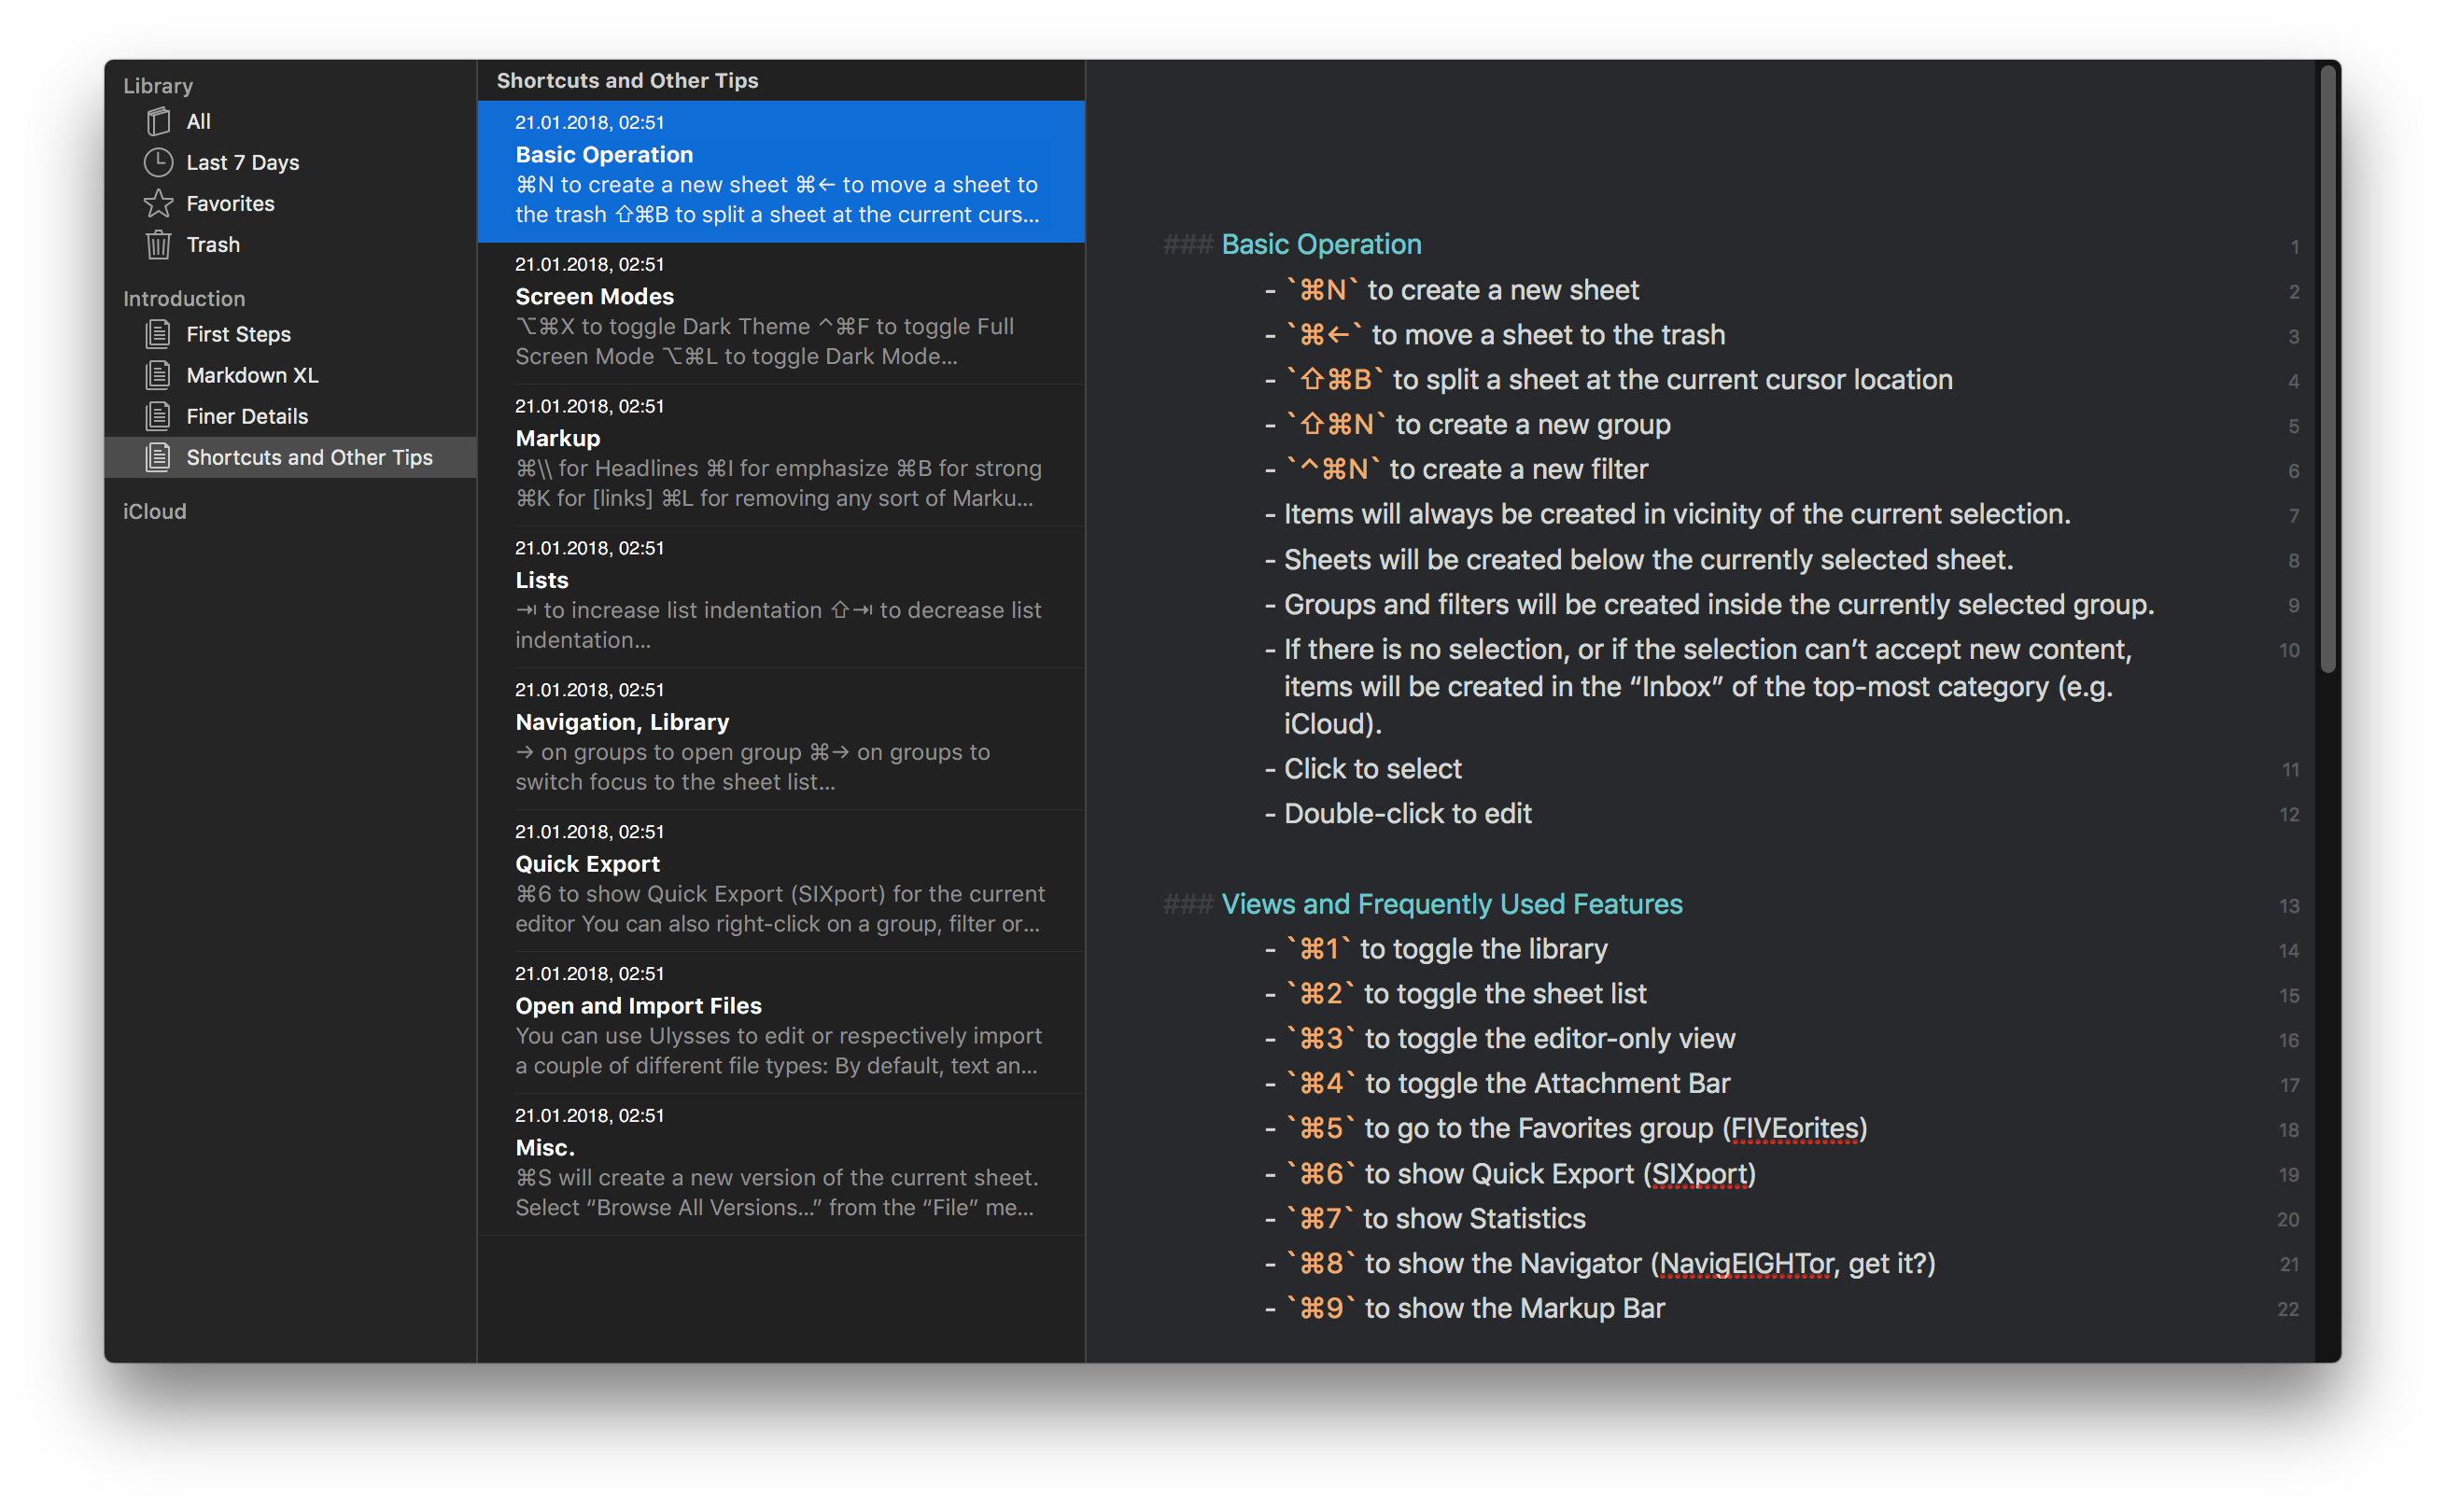 Library
All
Last 7 Days
Favorites
Trash
Introduction
First Steps
Markdown XL
Finer Details
Shortcuts and Other Tips
iCloud
Shortcuts and Other Tips
21.01.2018, 02:51
Basic Operation
⌘N to create a new sheet ⌘← to move a sheet to
the trash ⇧⌘B to split a sheet at the current curs...
21.01.2018, 02:51
Screen Modes
⌥⌘X to toggle Dark Theme ^⌘F to toggle Full
Screen Mode ⌥⌘L to toggle Dark Mode...
21.01.2018, 02:51
Markup
⌘\\ for Headlines ⌘I for emphasize ⌘B for strong
⌘K for [links] ⌘L for removing any sort of Marku...
21.01.2018, 02:51
Lists
⇥ to increase list indentation ⇧⇥ to decrease list
indentation...
21.01.2018, 02:51
Navigation, Library
→ on groups to open group ⌘→ on groups to
switch focus to the sheet list...
21.01.2018, 02:51
Quick Export
⌘6 to show Quick Export (SIXport) for the current
editor You can also right-click on a group, filter or...
21.01.2018, 02:51
Open and Import Files
You can use Ulysses to edit or respectively import
a couple of different file types: By default, text an...
21.01.2018, 02:51
Misc.
⌘S will create a new version of the current sheet.
Select “Browse All Versions...” from the “File” me...
### Basic Operation 1
- `⌘N` to create a new sheet 2
- `⌘←` to move a sheet to the trash 3
- `⇧⌘B` to split a sheet at the current cursor location 4
- `⇧⌘N` to create a new group 5
- `^⌘N` to create a new filter 6
- Items will always be created in vicinity of the current selection. 7
- Sheets will be created below the currently selected sheet. 8
- Groups and filters will be created inside the currently selected group. 9
- If there is no selection, or if the selection can’t accept new content, 10
items will be created in the “Inbox” of the top-most category (e.g.
iCloud).
- Click to select 11
- Double-click to edit 12
### Views and Frequently Used Features 13
- `⌘1` to toggle the library 14
- `⌘2` to toggle the sheet list 15
- `⌘3` to toggle the editor-only view 16
- `⌘4` to toggle the Attachment Bar 17
- `⌘5` to go to the Favorites group (FIVEorites) 18
- `⌘6` to show Quick Export (SIXport) 19
- `⌘7` to show Statistics 20
- `⌘8` to show the Navigator (NavigEIGHTor, get it?) 21
- `⌘9` to show the Markup Bar 22